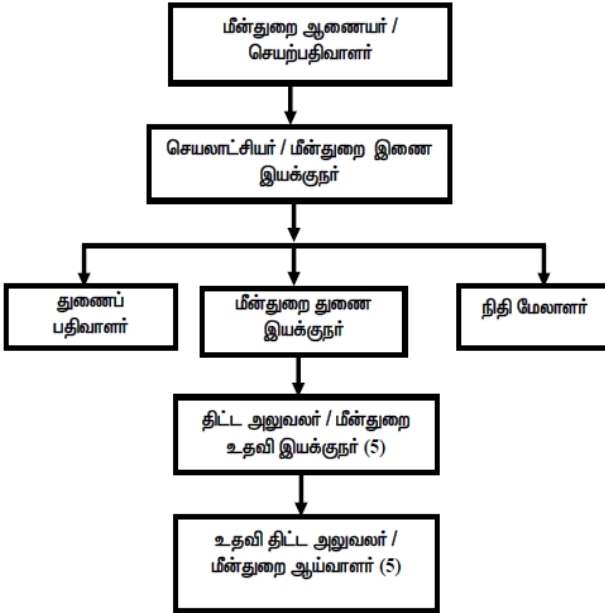 மீன்துறை ஆணையர் /
செயற்பதிவாளர்
செயலாட்சியர் / மீன்துறை இணை
இயக்குநர்
துணைப்
பதிவாளர்
மீன்துறை துணை
இயக்குநர்
நிதி மேலாளர்
திட்ட அலுவலர் / மீன்துறை
உதவி இயக்குநர் (5)
உதவி திட்ட அலுவலர் /
மீன்துறை ஆய்வாளர் (5)